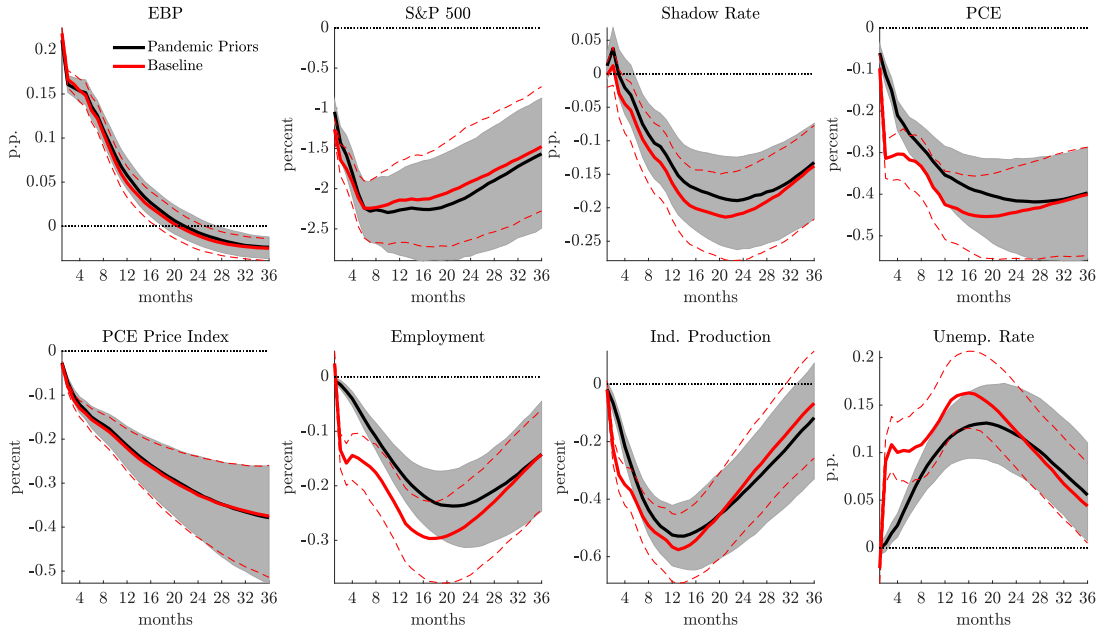 EBP
S&P 500
Shadow Rate
PCE
Pandemic Priors
Baseline
p.p.
0.2
0.15
0.1
0.05
0
4 8 12 16 20 24 28 32 36
months
percent
0
-0.5
-1
-1.5
-2
-2.5
4 8 12 16 20 24 28 32 36
months
p.p.
0.05
0
-0.05
-0.1
-0.15
-0.2
-0.25
4 8 12 16 20 24 28 32 36
months
percent
0
-0.1
-0.2
-0.3
-0.4
-0.5
4 8 12 16 20 24 28 32 36
months
PCE Price Index
Employment
Ind. Production
Unemp. Rate
percent
0
-0.1
-0.2
-0.3
-0.4
-0.5
4 8 12 16 20 24 28 32 36
months
percent
0
-0.1
-0.2
-0.3
4 8 12 16 20 24 28 32 36
months
percent
0
-0.2
-0.4
-0.6
4 8 12 16 20 24 28 32 36
months
p.p.
0.2
0.15
0.1
0.05
0
4 8 12 16 20 24 28 32 36
months